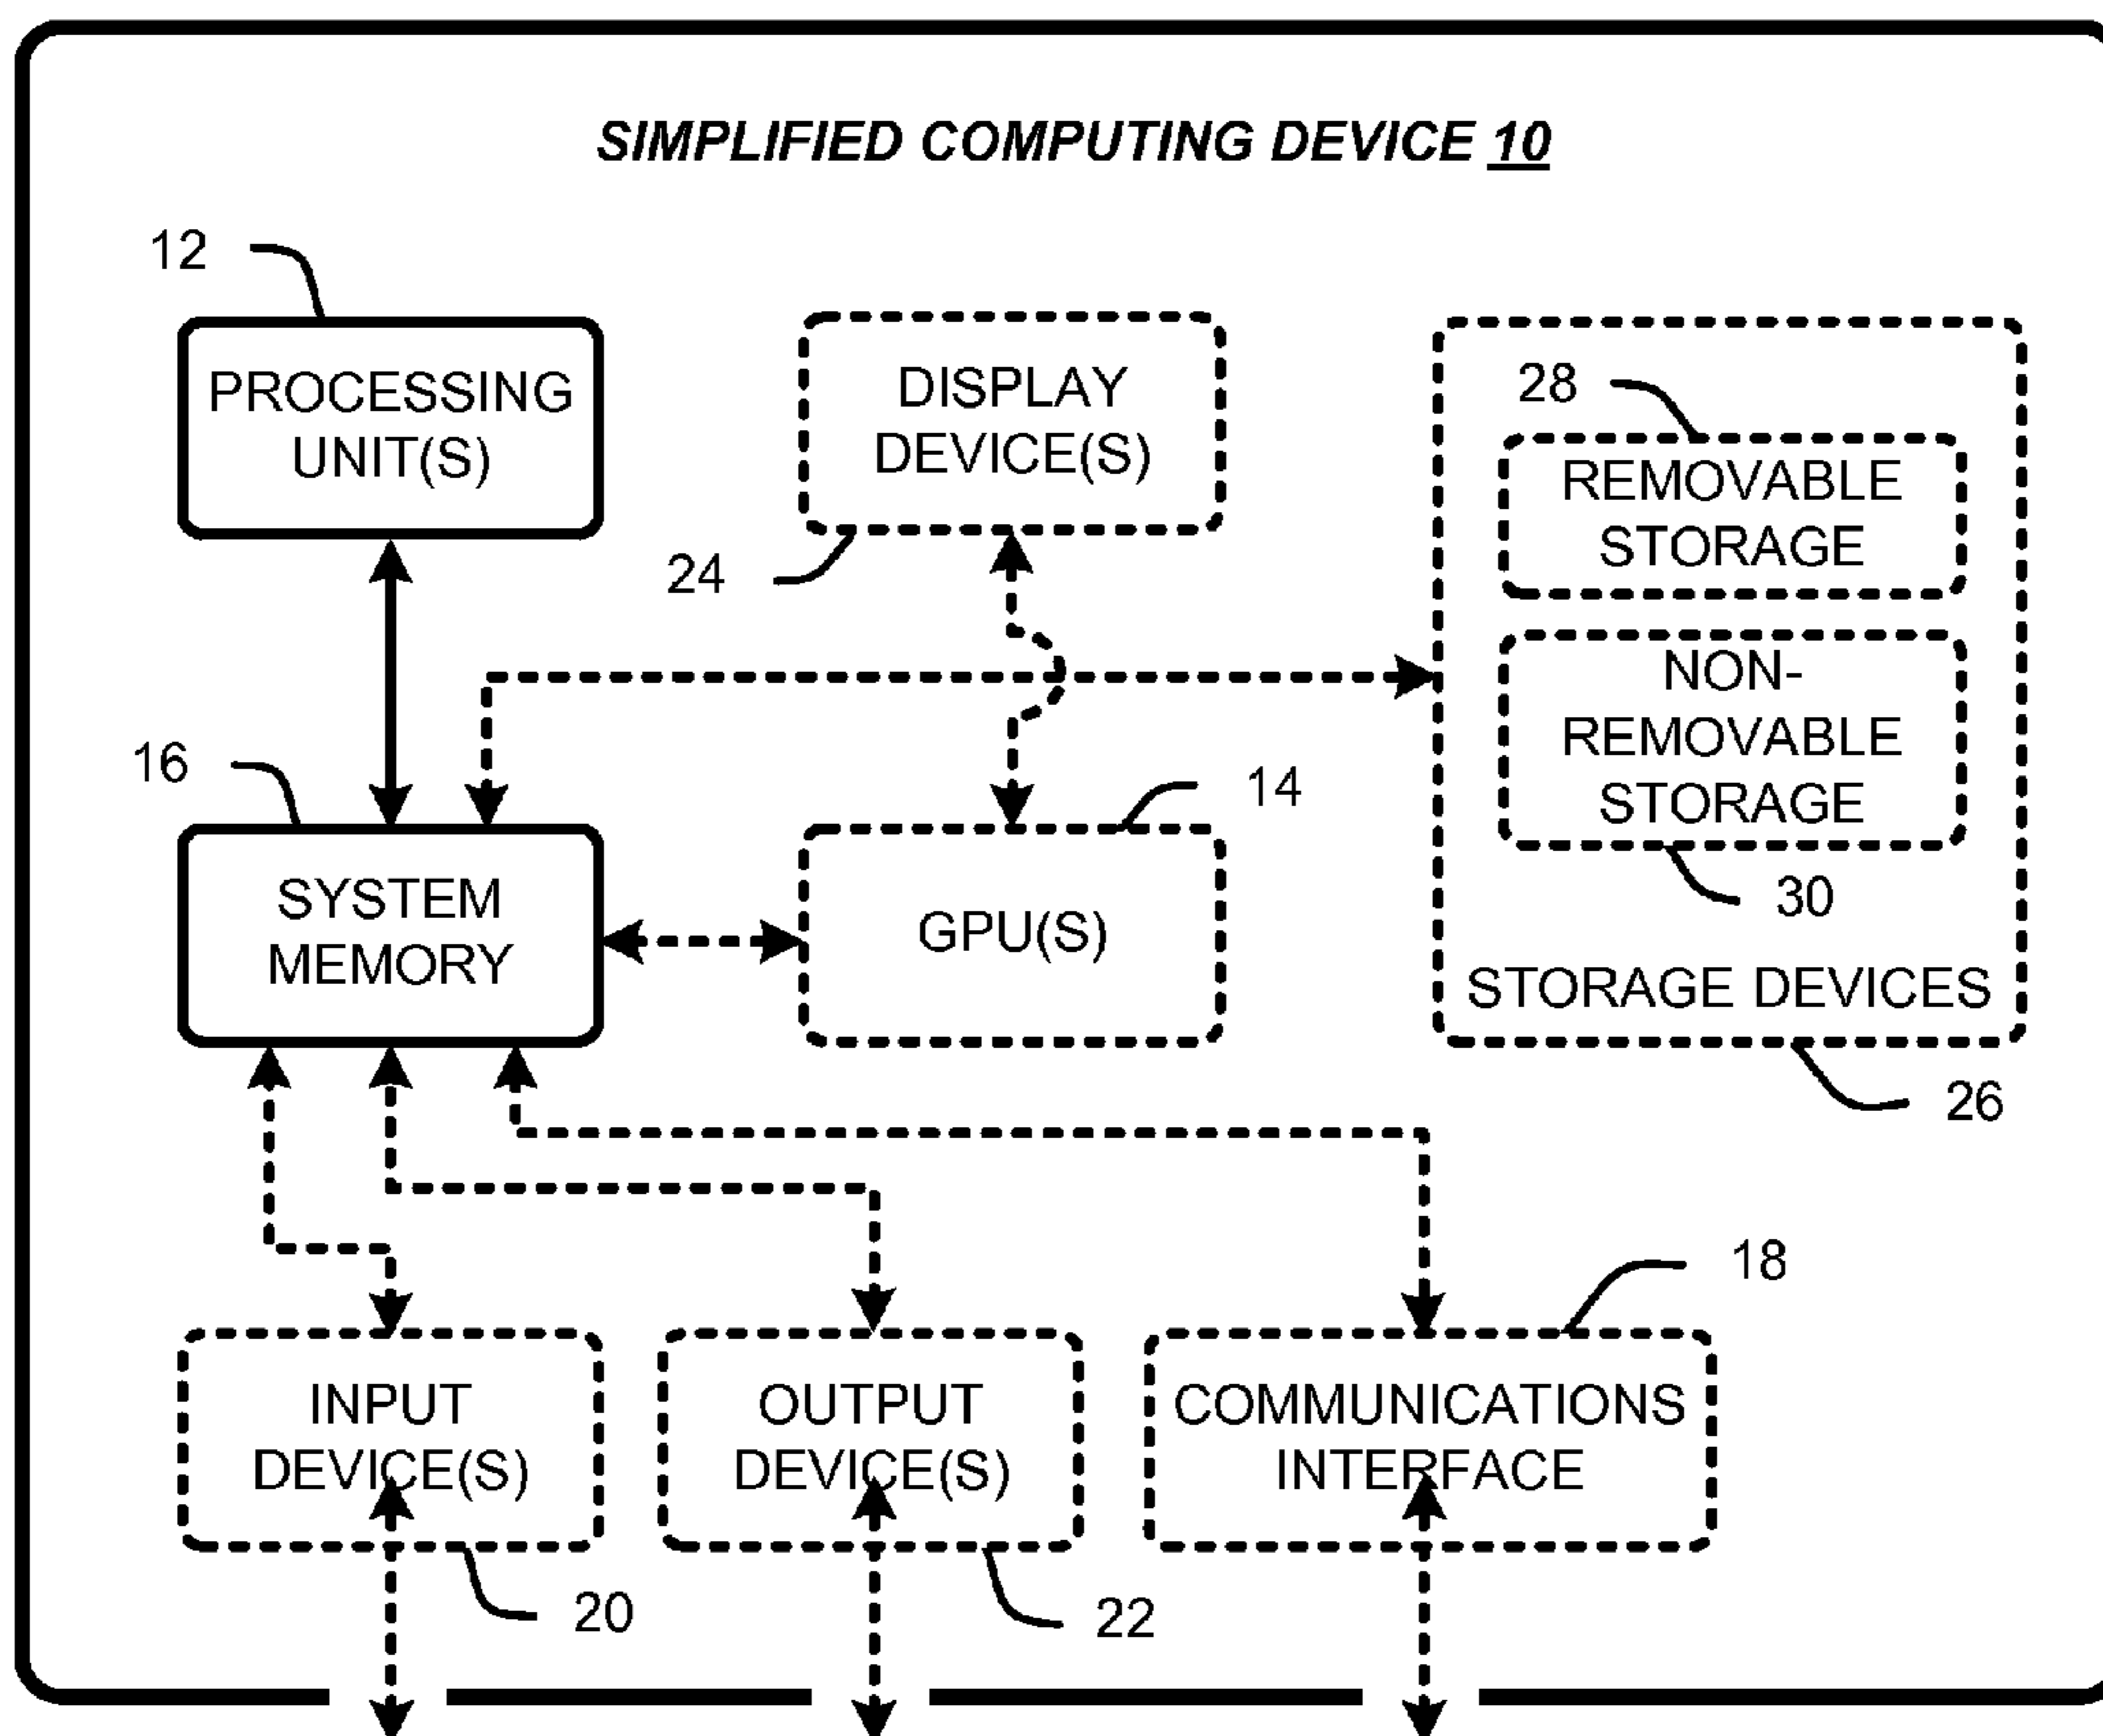 SIMPLIFIED COMPUTING DEVICE 10
12
PROCESSING
UNIT(S)
DISPLAY
DEVICE(S)
24
28
REMOVABLE
STORAGE
NON-
REMOVABLE
STORAGE
30
STORAGE DEVICES
26
16
SYSTEM
MEMORY
14
GPU(S)
18
INPUT
DEVICE(S)
20
OUTPUT
DEVICE(S)
22
COMMUNICATIONS
INTERFACE